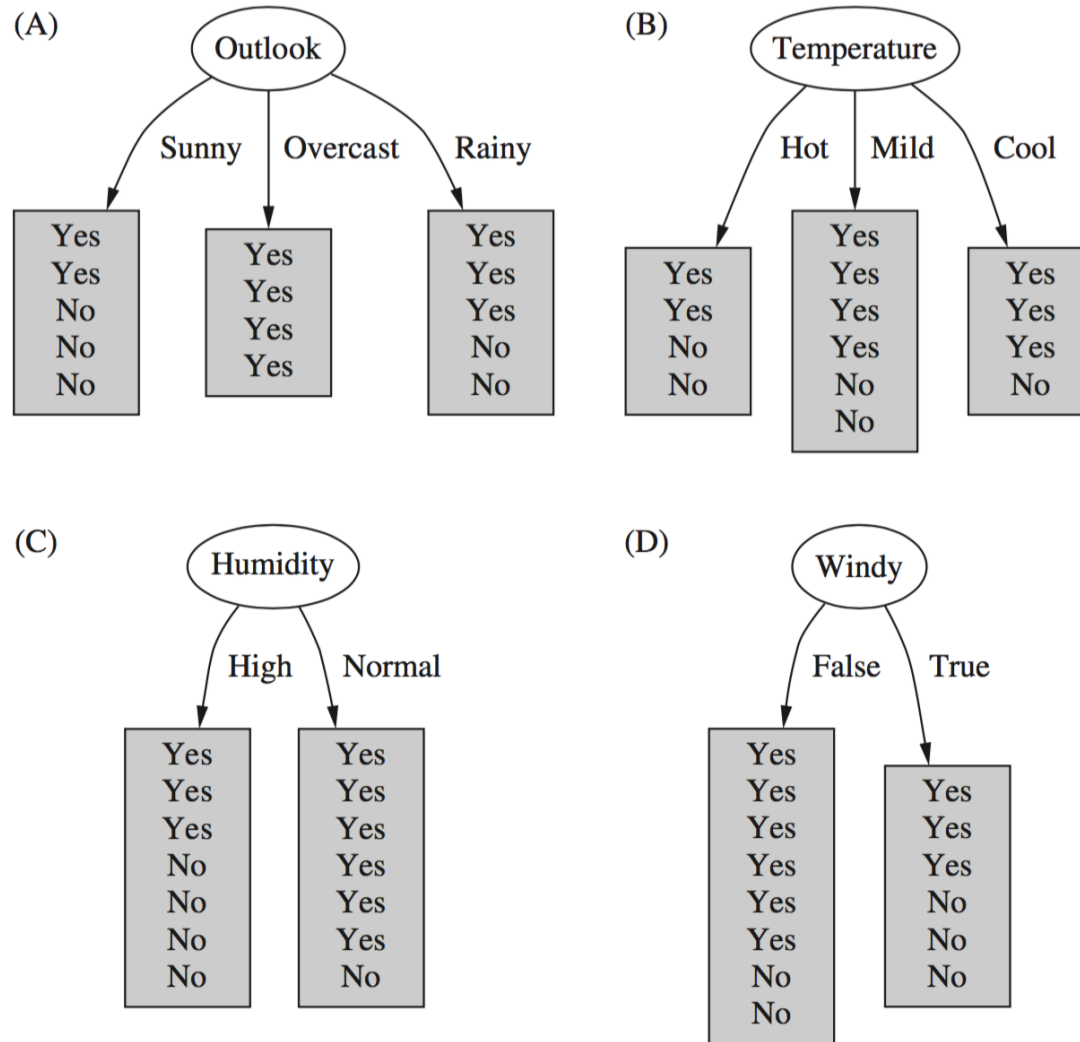 (A)
Outlook
Sunny Overcast Rainy
Yes
Yes
No
No
No
Yes
Yes
Yes
Yes
Yes
Yes
Yes
No
No
(B)
Temperature
Hot Mild Cool
Yes
Yes
No
No
Yes
Yes
Yes
Yes
No
No
Yes
Yes
Yes
No
(C)
Humidity
High Normal
Yes
Yes
Yes
No
No
No
No
Yes
Yes
Yes
Yes
Yes
Yes
No
(D)
Windy
False True
Yes
Yes
Yes
Yes
Yes
Yes
No
No
Yes
Yes
Yes
No
No
No